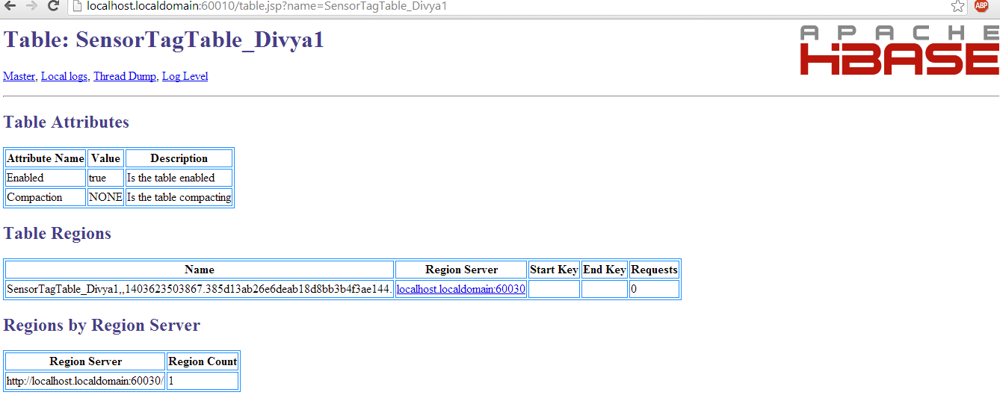 localhost.localdomain:60010/table.jsp?name=SensorTagTable_Divya1
ABP
Table: SensorTagTable_Divya1
APACHE
HBASE
Master, Local logs, Thread Dump, Log Level
Table Attributes
Attribute Name Value Description
Enabled true Is the table enabled
Compaction NONE Is the table compacting
Table Regions
Name Region Server Start Key End Key Requests
SensorTagTable_Divya1,,1403623503867.385d13ab26e6deab18d8bb3b4f3ae144. localhost.localdomain:60030 0
Regions by Region Server
Region Server Region Count
http://localhost.localdomain:60030/ 1